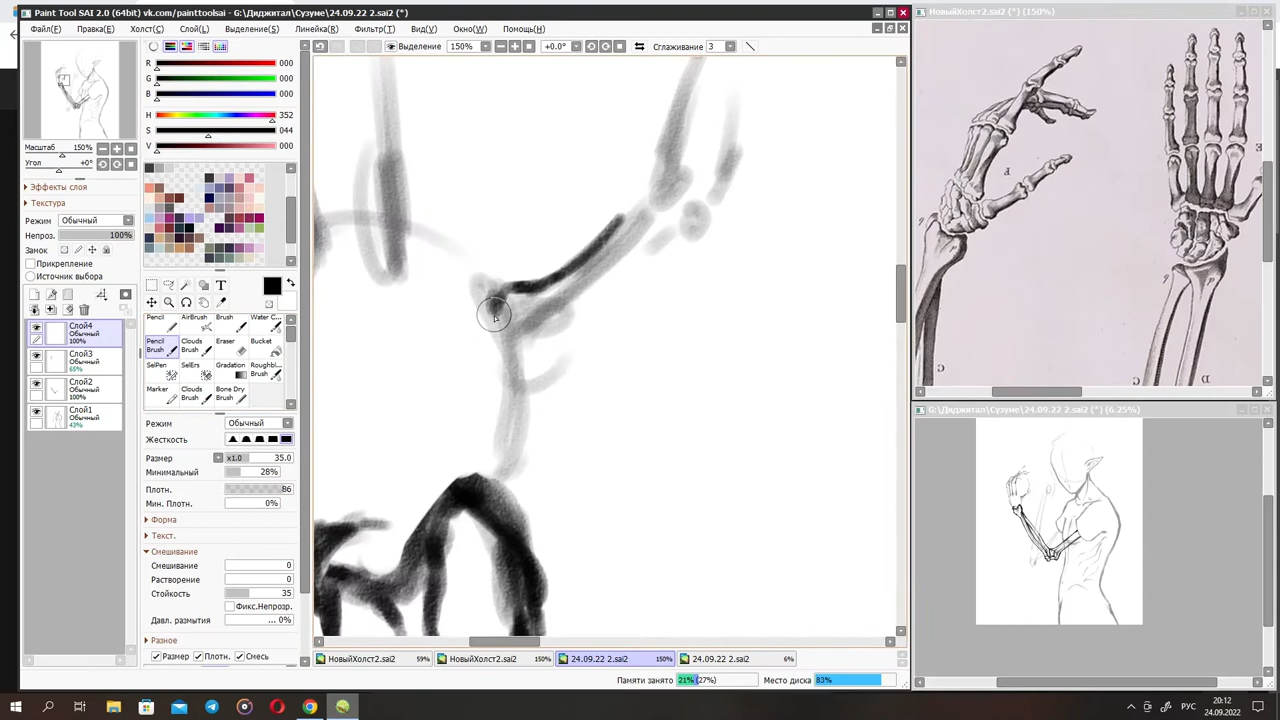 Paint Tool SAI 2.0 (64bit) vk.com/painttoolsai - G:\Диджитал\Сузуме\24.09.22 2.sai2 (*)
НовыйХолст2.sai2 (*) (150%)
Файл(F) Правка(E) Холст(C) Слой(L) Выделение(S) Линейка(R) Фильтр(T) Вид(V) Окно(W) Помощь(H)
Выделение 150% +0.0° Сглаживание 3
R 000
G 000
B 000
H 352
S 044
V 000
Масштаб 150%
Угол +0°
Эффекты слоя
Текстура
Режим Обычный
Непроз. 100%
Замок
Прикрепление
Источник выбора
Слой4
Обычный
100%
Слой3
Обычный
65%
Слой2
Обычный
100%
Слой1
Обычный
43%
T
Pencil AirBrush Brush Water C...
Pencil Brush Clouds Brush Eraser Bucket
SelPen SelErs Gradation Roughbl... Brush
Marker Clouds Brush Bone Dry Brush
Режим Обычный
Жесткость
Размер x1.0 35.0
Минимальный 28%
Плотн. 86
Мин. Плотн. 0%
Форма
Текст.
Смешивание
Смешивание 0
Растворение 0
Стойкость 35
Фикс.Непрозр.
Давл. размытия ... 0%
Разное
Размер Плотн. Смесь
G:\Диджитал\Сузуме\24.09.22 2.sai2 (*) (6.25%)
НовыйХолст2.sai2 59% НовыйХолст2.sai2 150% 24.09.22 2.sai2 150% 24.09.22 2.sai2 6%
Памяти занято 21% (27%) Место диска 83%
РУС
20:12
24.09.2022